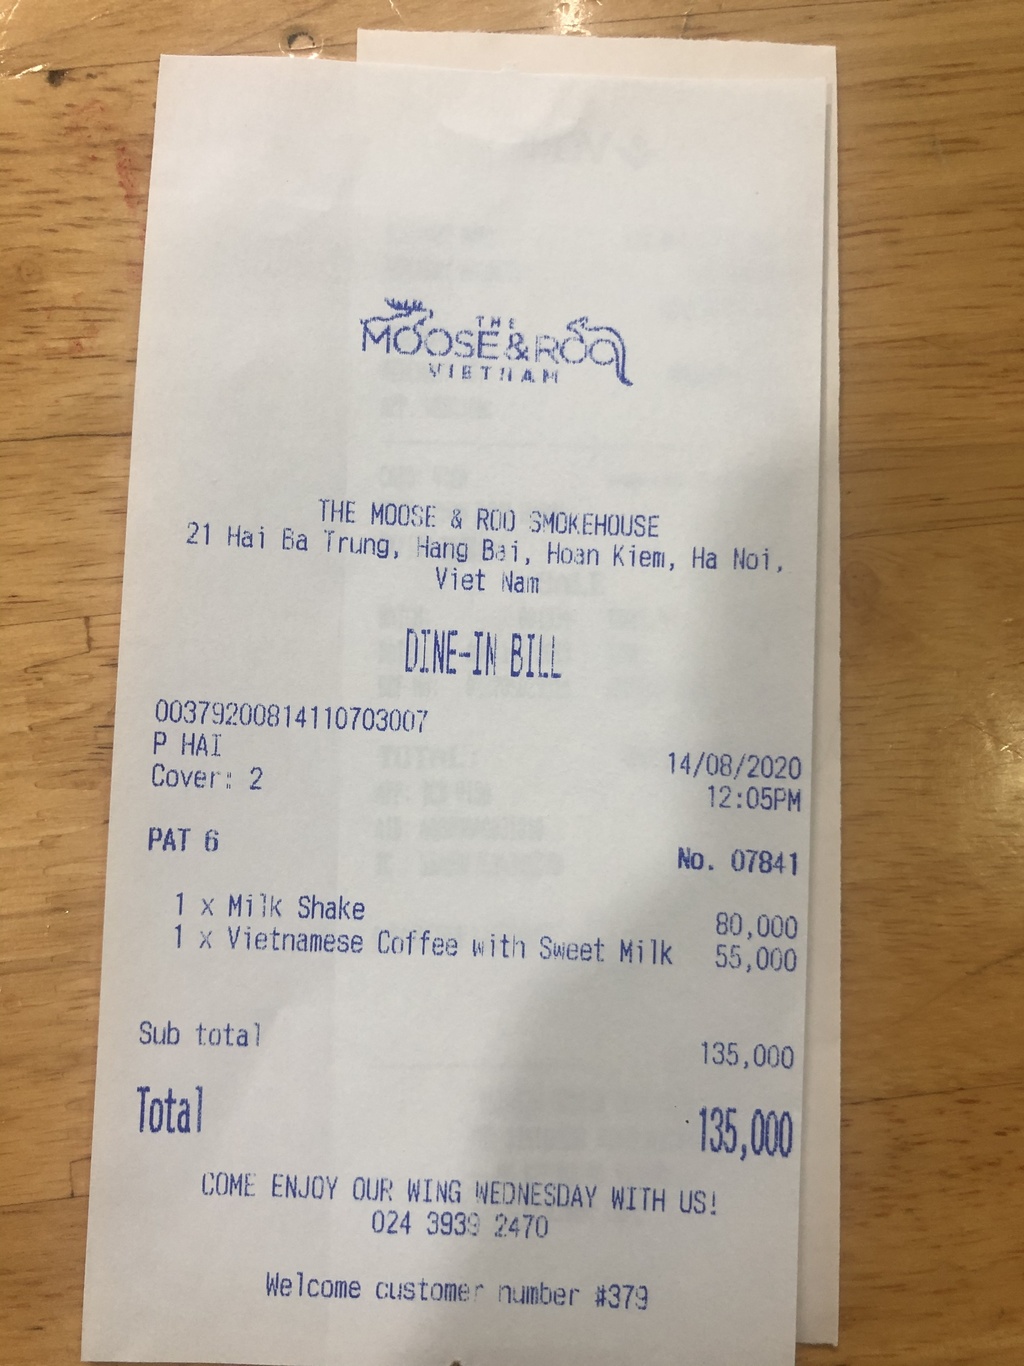 THE
MOOSE & ROO
VIETNAM
THE MOOSE & ROO SMOKEHOUSE
21 Hai Ba Trung, Hang Bai, Hoan Kiem, Ha Noi,
Viet Nam
DINE-IN BILL
00379200814110703007
P HAI
14/08/2020
Cover: 2
12:05PM
PAT 6
No. 07841
1 x Milk Shake 80,000
1 x Vietnamese Coffee with Sweet Milk 55,000
Sub total 135,000
Total 135,000
COME ENJOY OUR WING WEDNESDAY WITH US!
024 3939 2470
Welcome customer number #379